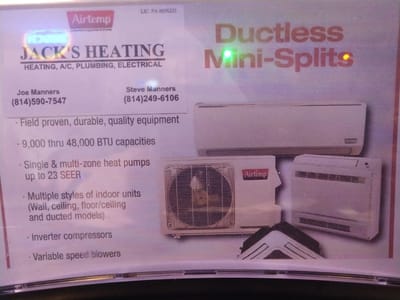 Airtemp
LIC. PA 069235
JACK'S HEATING
HEATING, A/C, PLUMBING, ELECTRICAL
Joe Manners
(814)590-7547
Steve Manners
(814)249-6106
Ductless
Mini-Splits
· Field proven, durable, quality equipment
· 9,000 thru 48,000 BTU capacities
· Single & multi-zone heat pumps
up to 23 SEER
· Multiple styles of indoor units
(Wall, ceiling, floor/ceiling
and ducted models)
· Inverter compressors
· Variable speed blowers
Airtemp